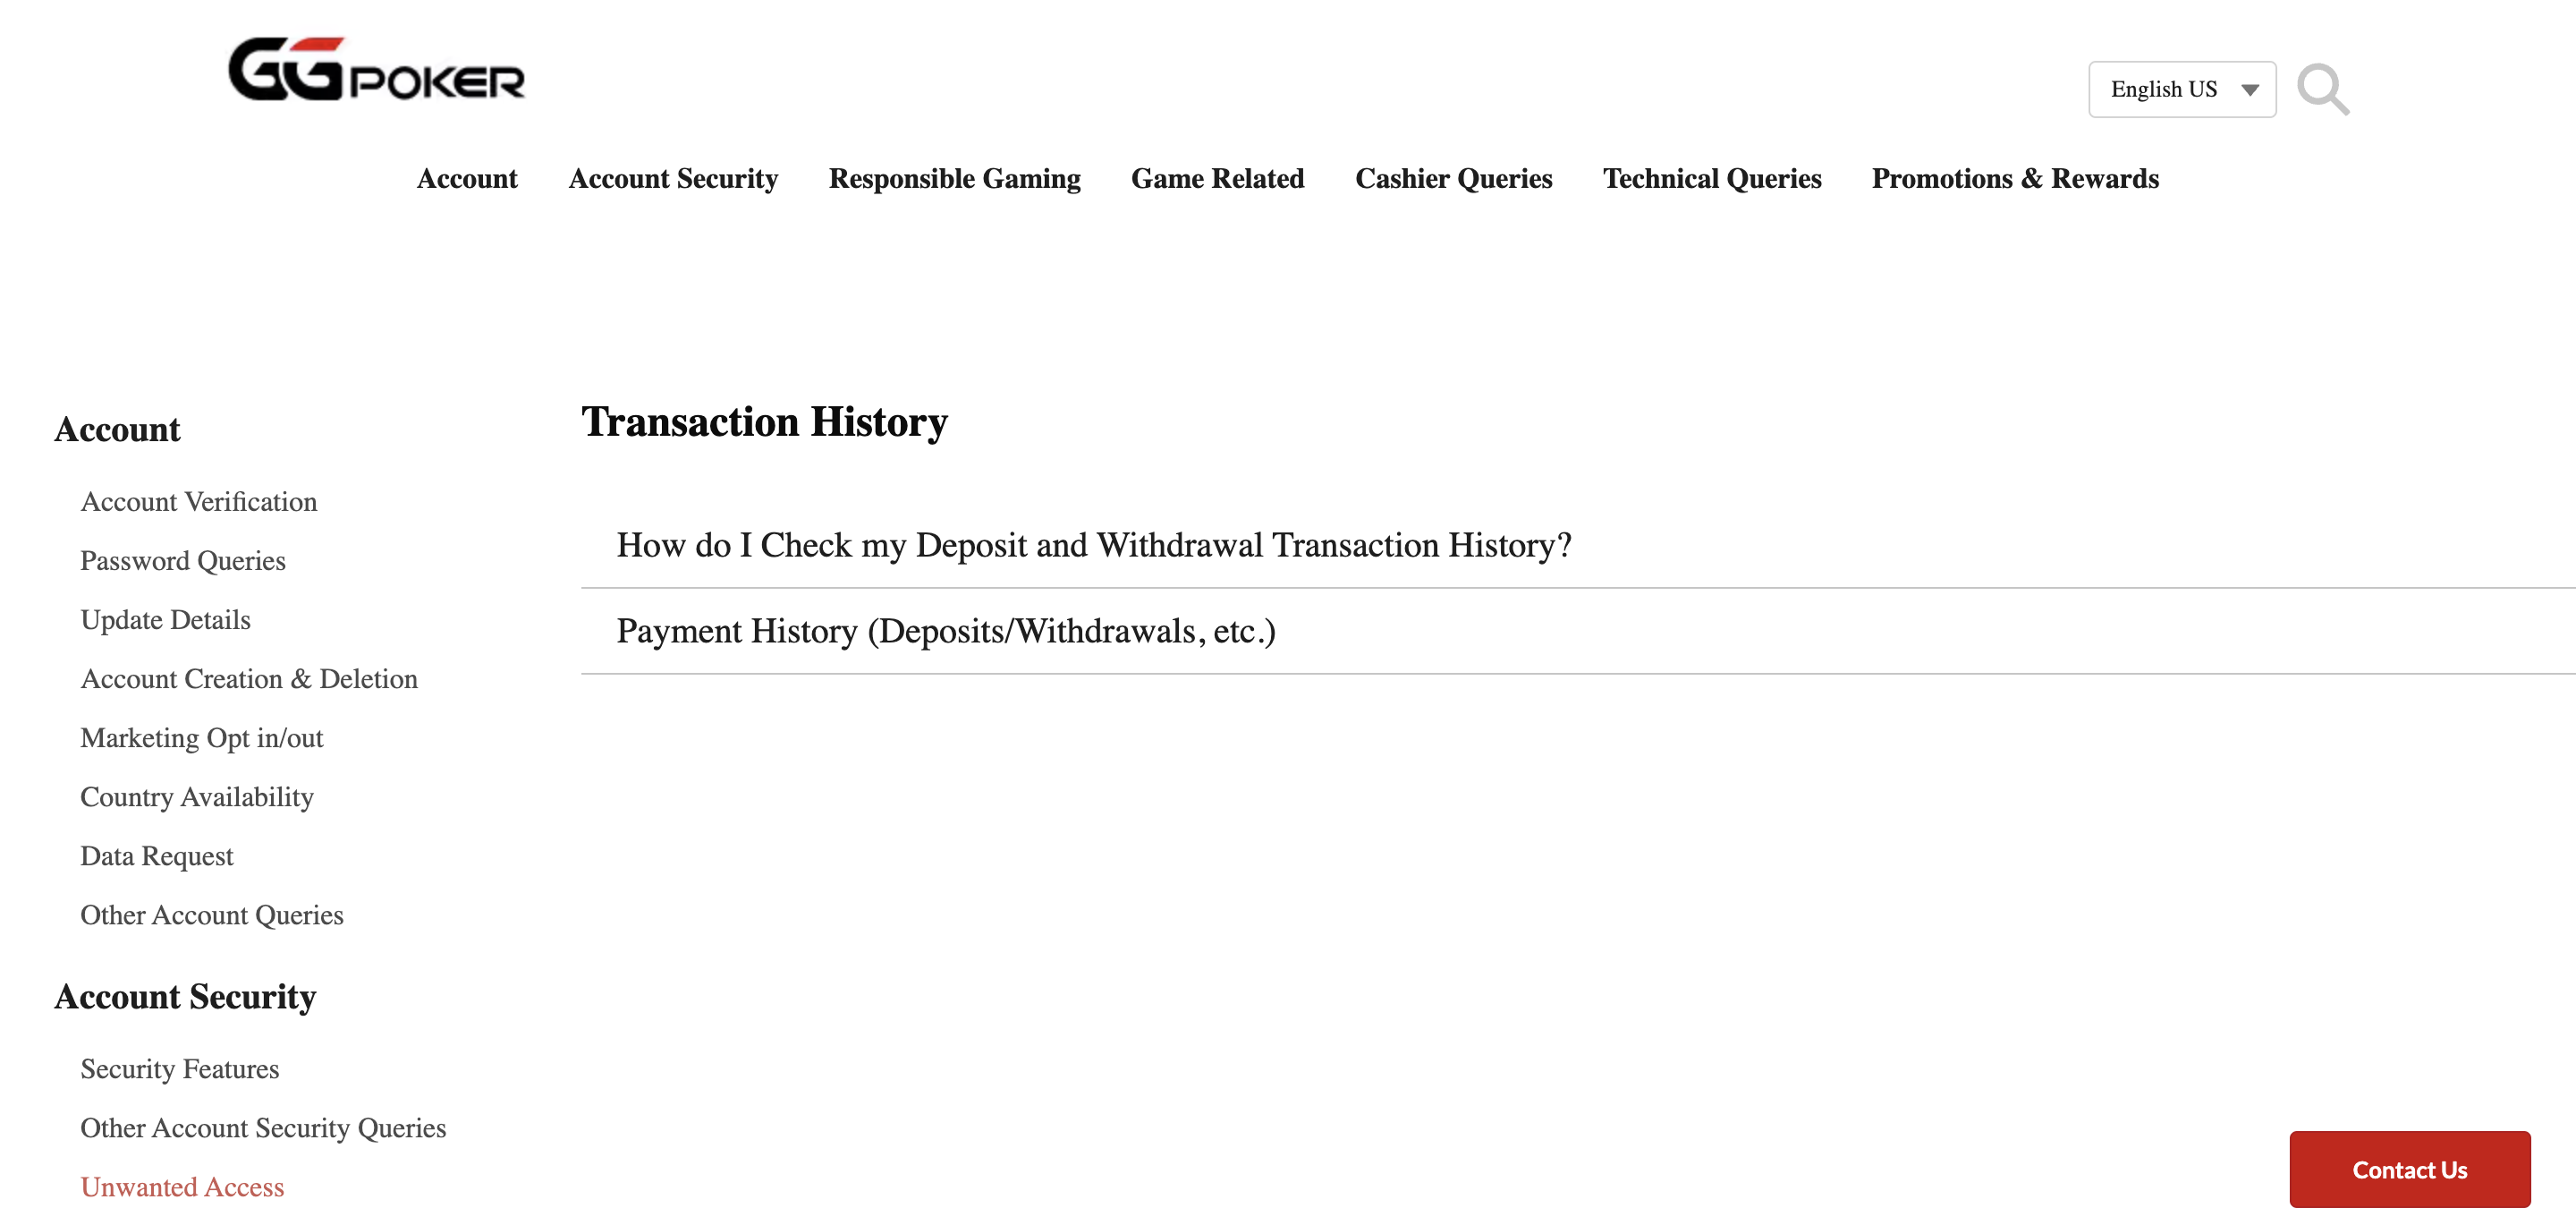 GGPOKER
English US
Account Account Security Responsible Gaming Game Related Cashier Queries Technical Queries Promotions & Rewards
Account
Account Verification
Password Queries
Update Details
Account Creation & Deletion
Marketing Opt in/out
Country Availability
Data Request
Other Account Queries
Account Security
Security Features
Other Account Security Queries
Unwanted Access
Transaction History
How do I Check my Deposit and Withdrawal Transaction History?
Payment History (Deposits/Withdrawals, etc.)
Contact Us